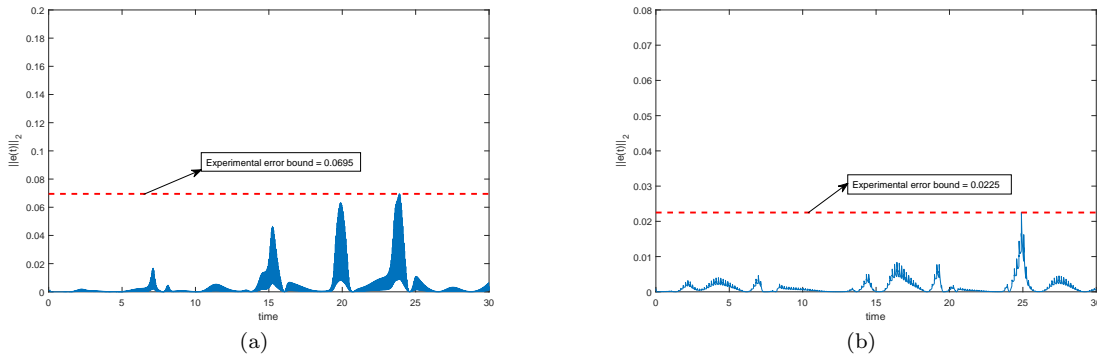 0.2
0.18
0.16
0.14
0.12
0.1
0.08
0.06
0.04
0.02
0
||e(t)||_2
Experimental error bound = 0.0695
0 5 10 15 20 25 30
time
(a)
0.08
0.07
0.06
0.05
0.04
0.03
0.02
0.01
0
||e(t)||_2
Experimental error bound = 0.0225
0 5 10 15 20 25 30
time
(b)